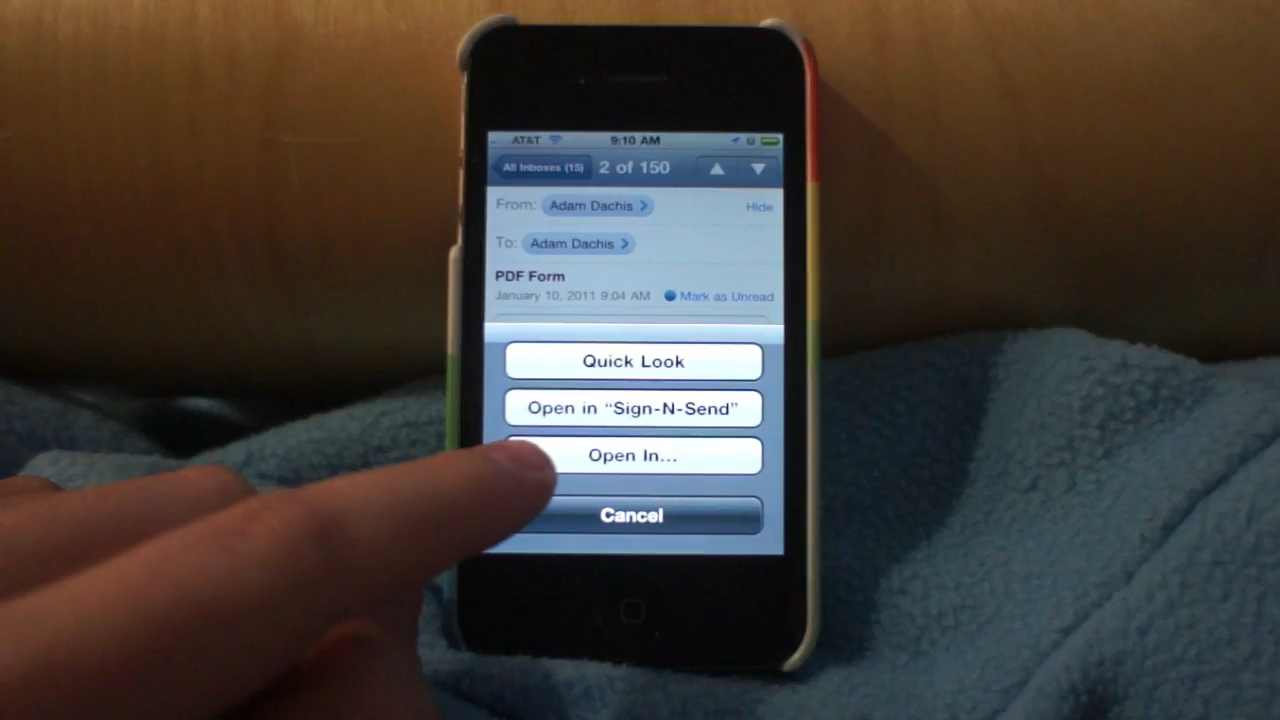 AT&T 9:10 AM
All Inboxes (15) 2 of 150
From: Adam Dachis Hide
To: Adam Dachis
PDF Form
January 10, 2011 9:04 AM Mark as Unread
Quick Look
Open in “Sign-N-Send”
Open In...
Cancel